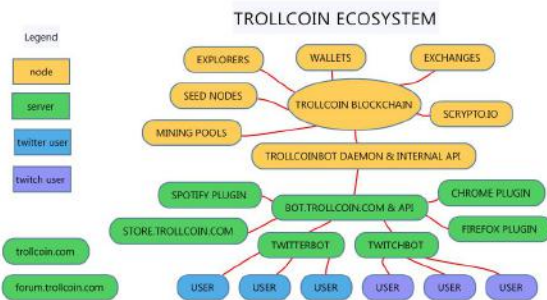 TROLLCOIN ECOSYSTEM
Legend
node
server
twitter user
twitch user
EXPLORERS
WALLETS
EXCHANGES
SEED NODES
TROLLCOIN BLOCKCHAIN
SCRYPTO.IO
MINING POOLS
TROLLCOINBOT DAEMON & INTERNAL API
SPOTIFY PLUGIN
CHROME PLUGIN
BOT.TROLLCOIN.COM & API
STORE.TROLLCOIN.COM
FIREFOX PLUGIN
TWITTERBOT
TWITCHBOT
trollcoin.com
forum.trollcoin.com
USER
USER
USER
USER
USER
USER